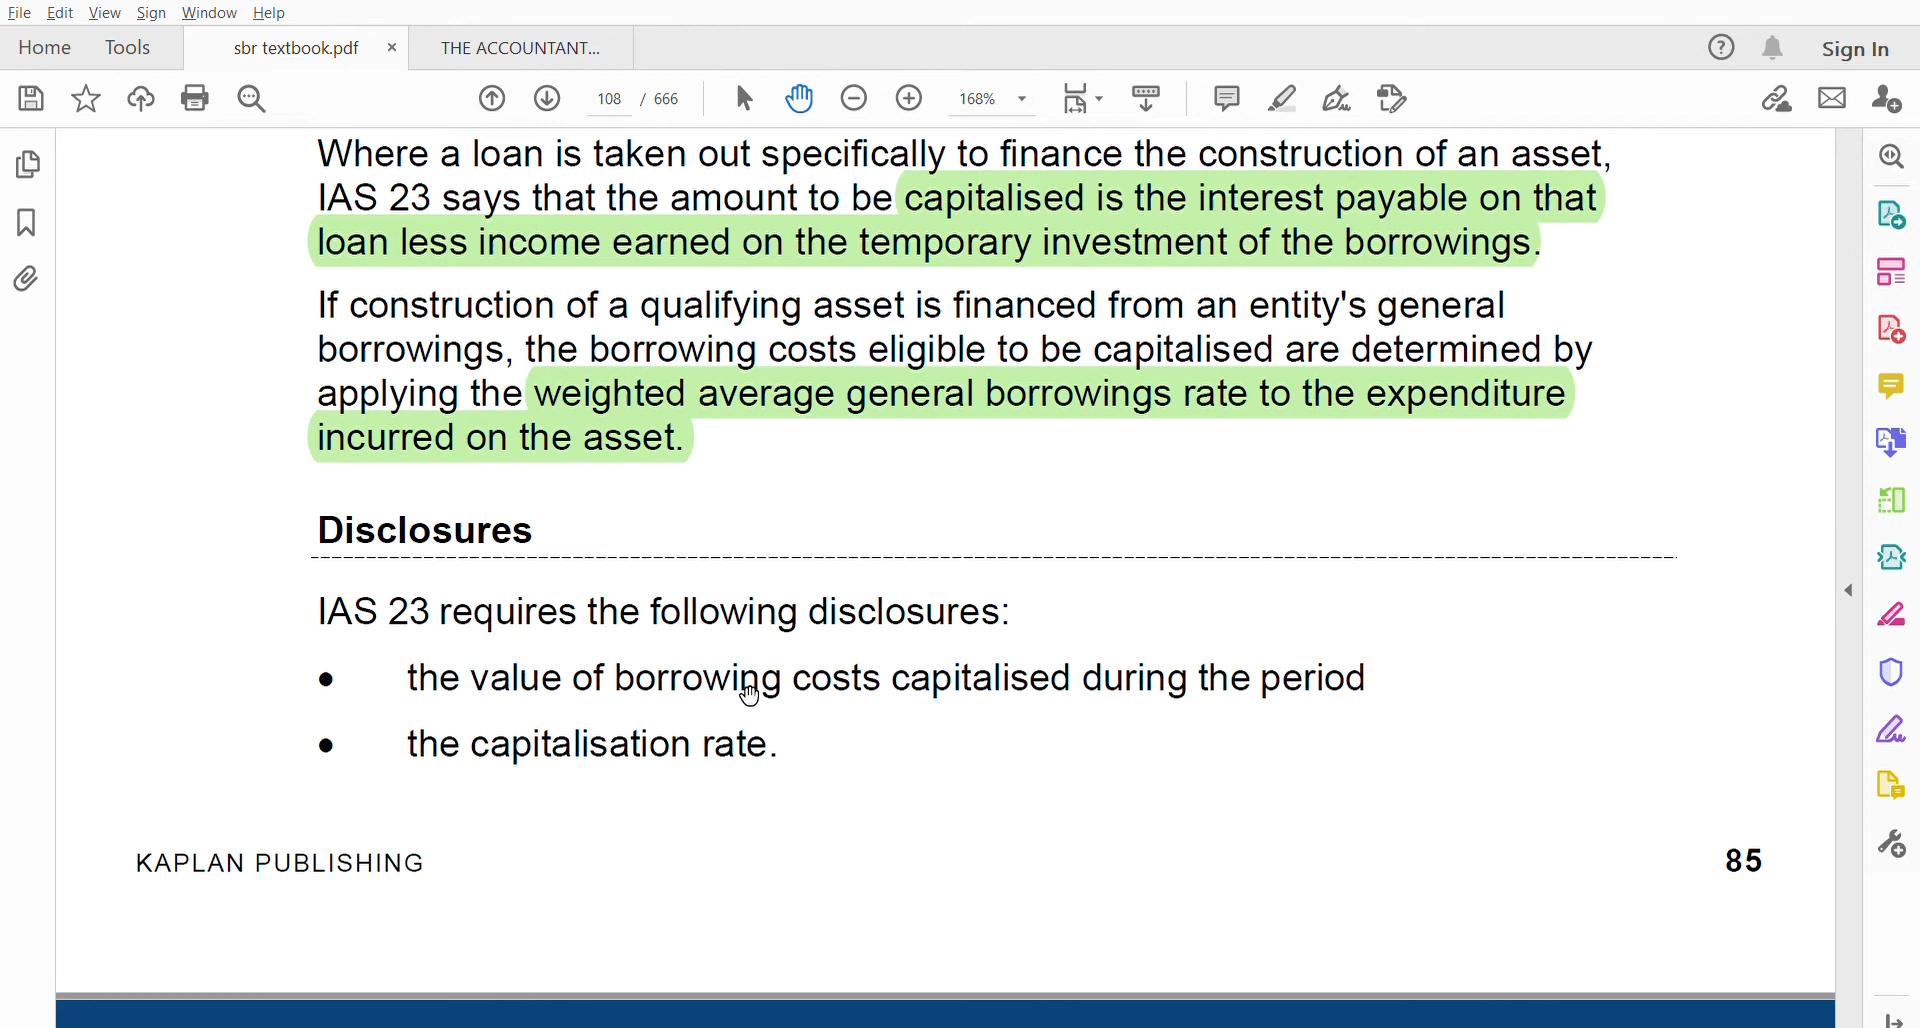 File Edit View Sign Window Help
Home Tools sbr textbook.pdf × THE ACCOUNTANT... Sign In
108 / 666 168%
Where a loan is taken out specifically to finance the construction of an asset,
IAS 23 says that the amount to be capitalised is the interest payable on that
loan less income earned on the temporary investment of the borrowings.
If construction of a qualifying asset is financed from an entity's general
borrowings, the borrowing costs eligible to be capitalised are determined by
applying the weighted average general borrowings rate to the expenditure
incurred on the asset.
Disclosures
IAS 23 requires the following disclosures:
• the value of borrowing costs capitalised during the period
• the capitalisation rate.
KAPLAN PUBLISHING 85